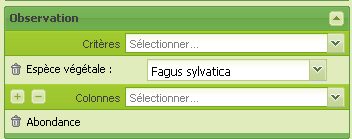 Observation
Critères Sélectionner...
Espèce végétale : Fagus sylvatica
Colonnes Sélectionner...
Abondance